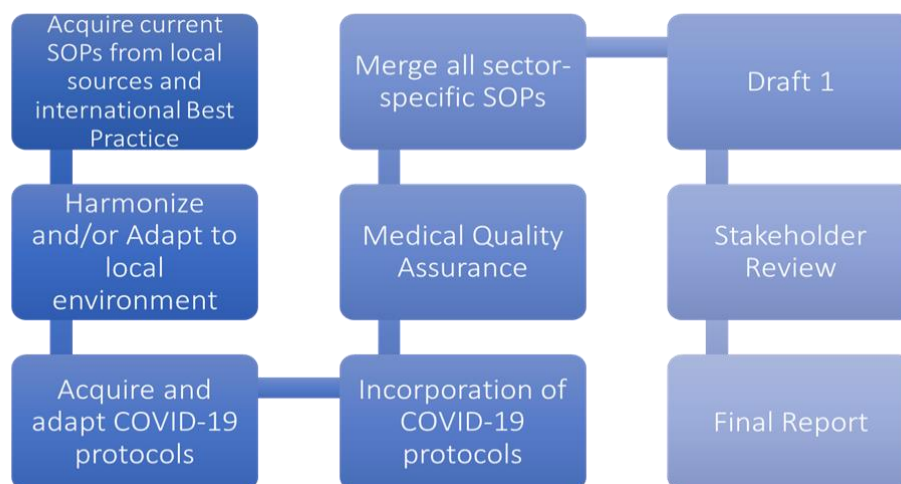 Acquire current
SOPs from local
sources and
international Best
Practice
Harmonize
and/or Adapt to
local
environment
Acquire and
adapt COVID-19
protocols
Incorporation of
COVID-19
protocols
Medical Quality
Assurance
Merge all sector-
specific SOPs
Draft 1
Stakeholder
Review
Final Report